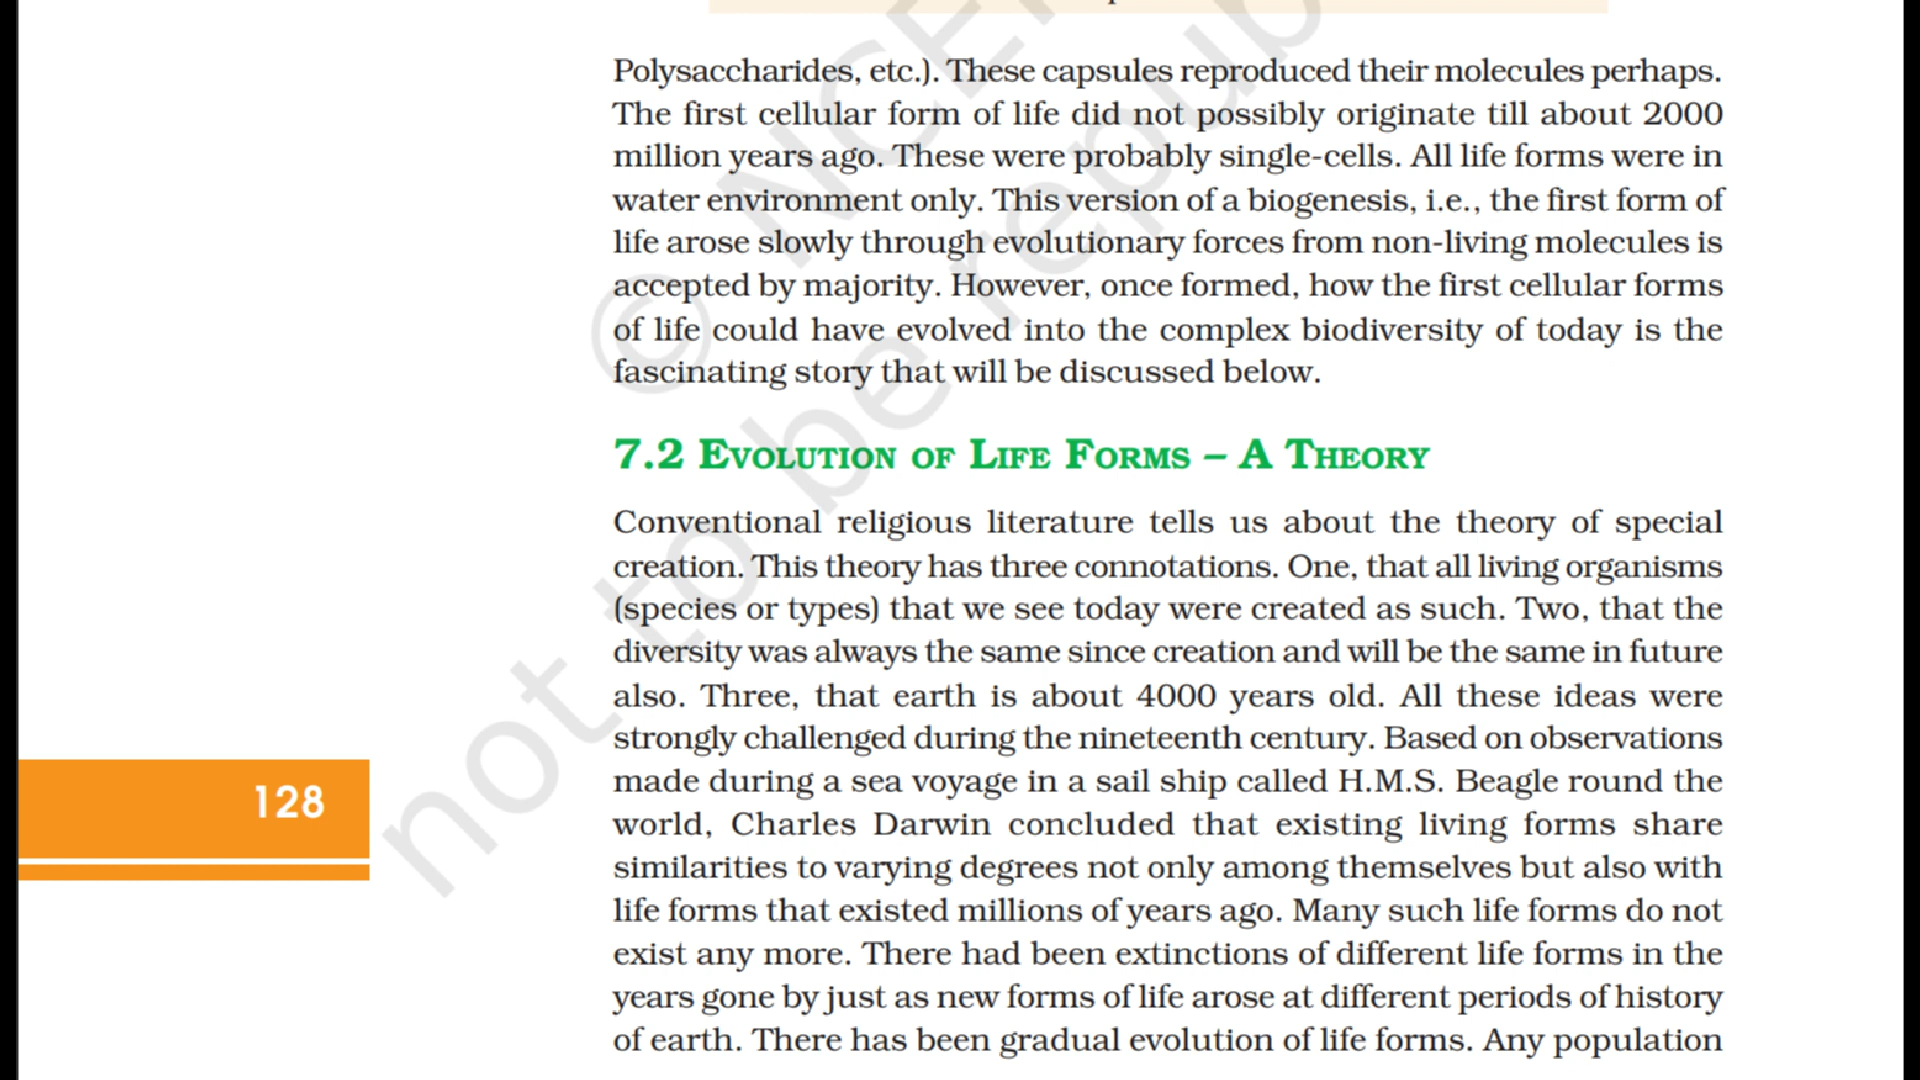 Polysaccharides, etc.). These capsules reproduced their molecules perhaps.
The first cellular form of life did not possibly originate till about 2000
million years ago. These were probably single-cells. All life forms were in
water environment only. This version of a biogenesis, i.e., the first form of
life arose slowly through evolutionary forces from non-living molecules is
accepted by majority. However, once formed, how the first cellular forms
of life could have evolved into the complex biodiversity of today is the
fascinating story that will be discussed below.
7.2 EVOLUTION OF LIFE FORMS – A THEORY
Conventional religious literature tells us about the theory of special
creation. This theory has three connotations. One, that all living organisms
(species or types) that we see today were created as such. Two, that the
diversity was always the same since creation and will be the same in future
also. Three, that earth is about 4000 years old. All these ideas were
strongly challenged during the nineteenth century. Based on observations
made during a sea voyage in a sail ship called H.M.S. Beagle round the
world, Charles Darwin concluded that existing living forms share
similarities to varying degrees not only among themselves but also with
life forms that existed millions of years ago. Many such life forms do not
exist any more. There had been extinctions of different life forms in the
years gone by just as new forms of life arose at different periods of history
of earth. There has been gradual evolution of life forms. Any population
128
©
not to be